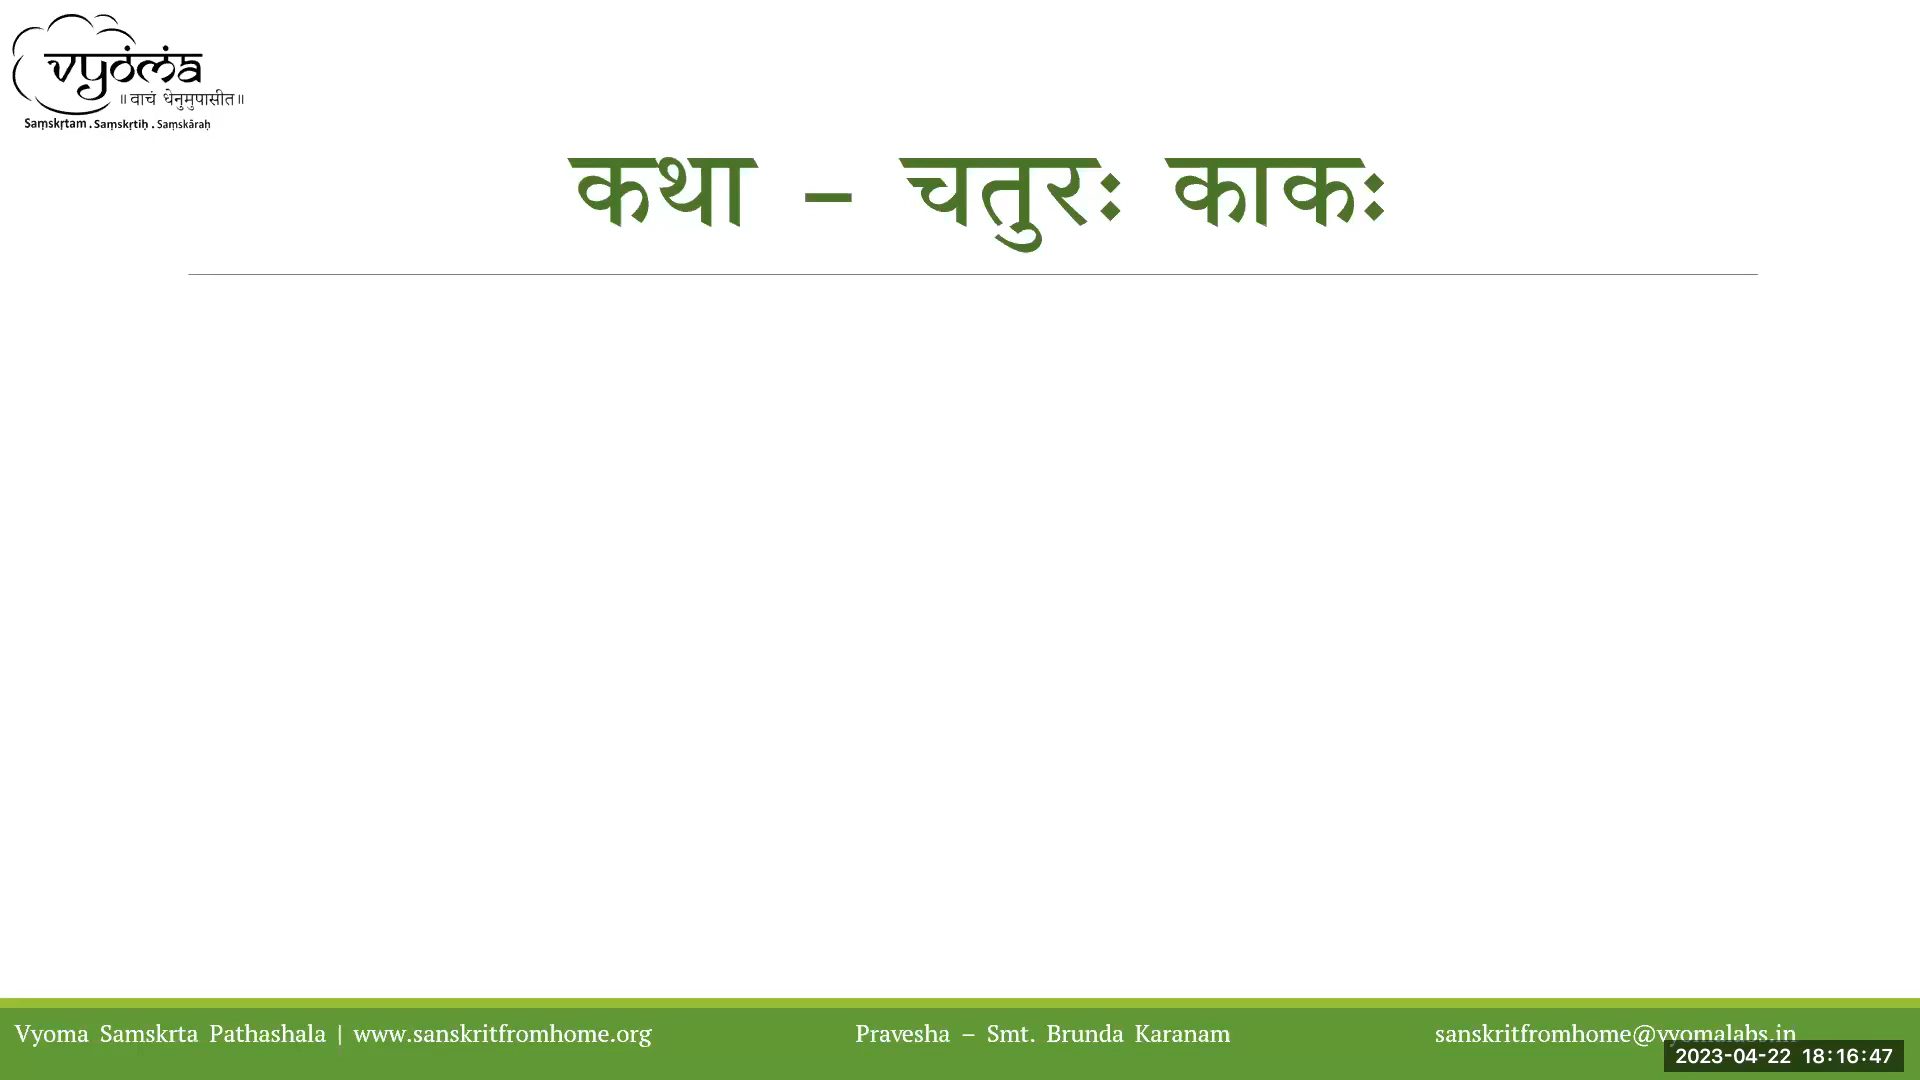 vyoma
॥ वाचं धेनुमुपासीत॥
Saṃskṛtam . Saṃskṛtiḥ . Saṃskāraḥ
कथा – चतुरः काकः
Vyoma Samskrta Pathashala | www.sanskritfromhome.org
Pravesha – Smt. Brunda Karanam
sanskritfromhome@vyomalabs.in
2023-04-22 18:16:47